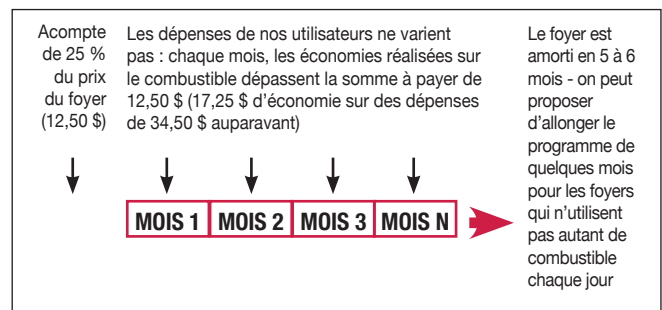 Acompte
de 25 %
du prix
du foyer
(12,50 $)
Les dépenses de nos utilisateurs ne varient
pas : chaque mois, les économies réalisées sur
le combustible dépassent la somme à payer de
12,50 $ (17,25 $ d’économie sur des dépenses
de 34,50 $ auparavant)
Le foyer est
amorti en 5 à 6
mois - on peut
proposer
d’allonger le
programme de
quelques mois
pour les foyers
qui n’utilisent
pas autant de
combustible
chaque jour
MOIS 1 MOIS 2 MOIS 3 MOIS N